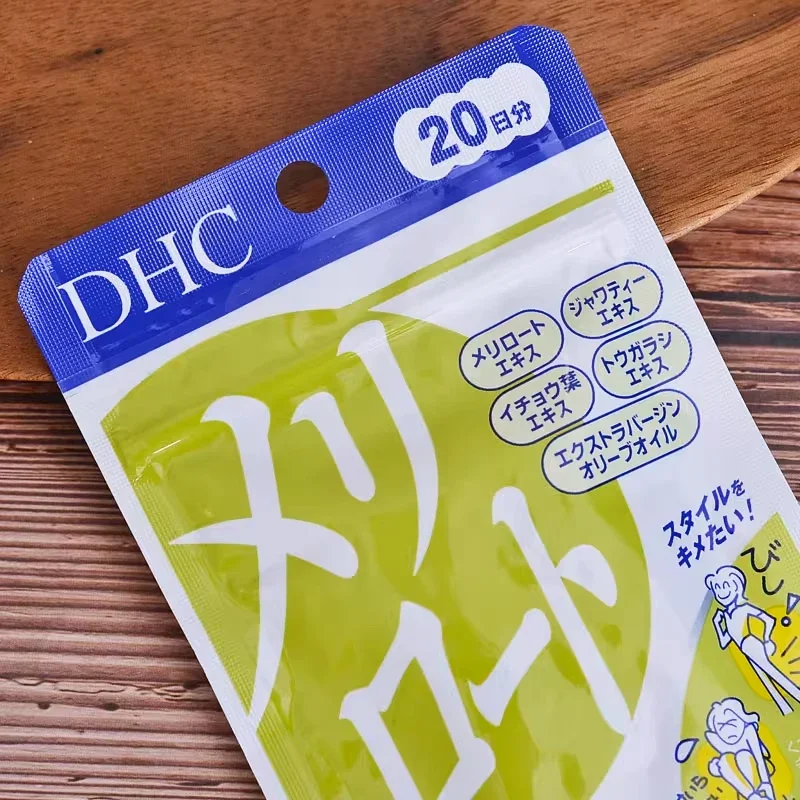 DHC
20日分
メリロート
メリロート
エキス
ジャワティー
エキス
イチョウ葉
エキス
トウガラシ
エキス
エクストラバージン
オリーブオイル
スタイルを
キメたい!
びしっ!